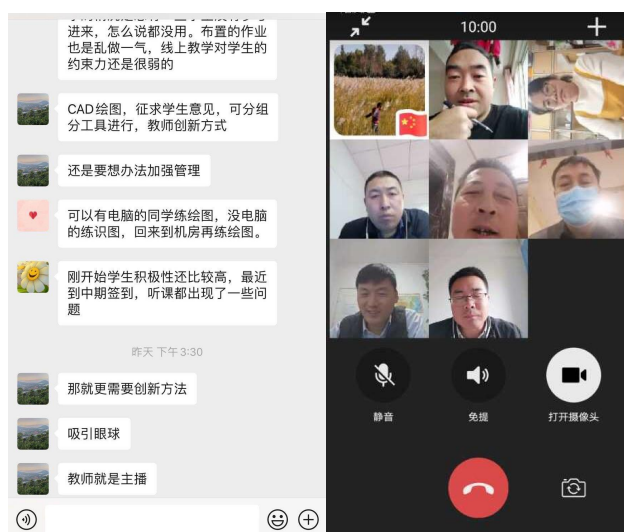 进来，怎么说都没用。布置的作业
也是乱做一气，线上教学对学生的
约束力还是很弱的
CAD绘图，征求学生意见，可分组
分工具进行，教师创新方式
还是要想办法加强管理
可以有电脑的同学练绘图，没电脑
的练识图，回来到机房再练绘图。
刚开始学生积极性还比较高，最近
到中期签到，听课都出现了一些问
题
昨天 下午3:30
那就更需要创新方法
吸引眼球
教师就是主播
10:00
静音
免提
打开摄像头